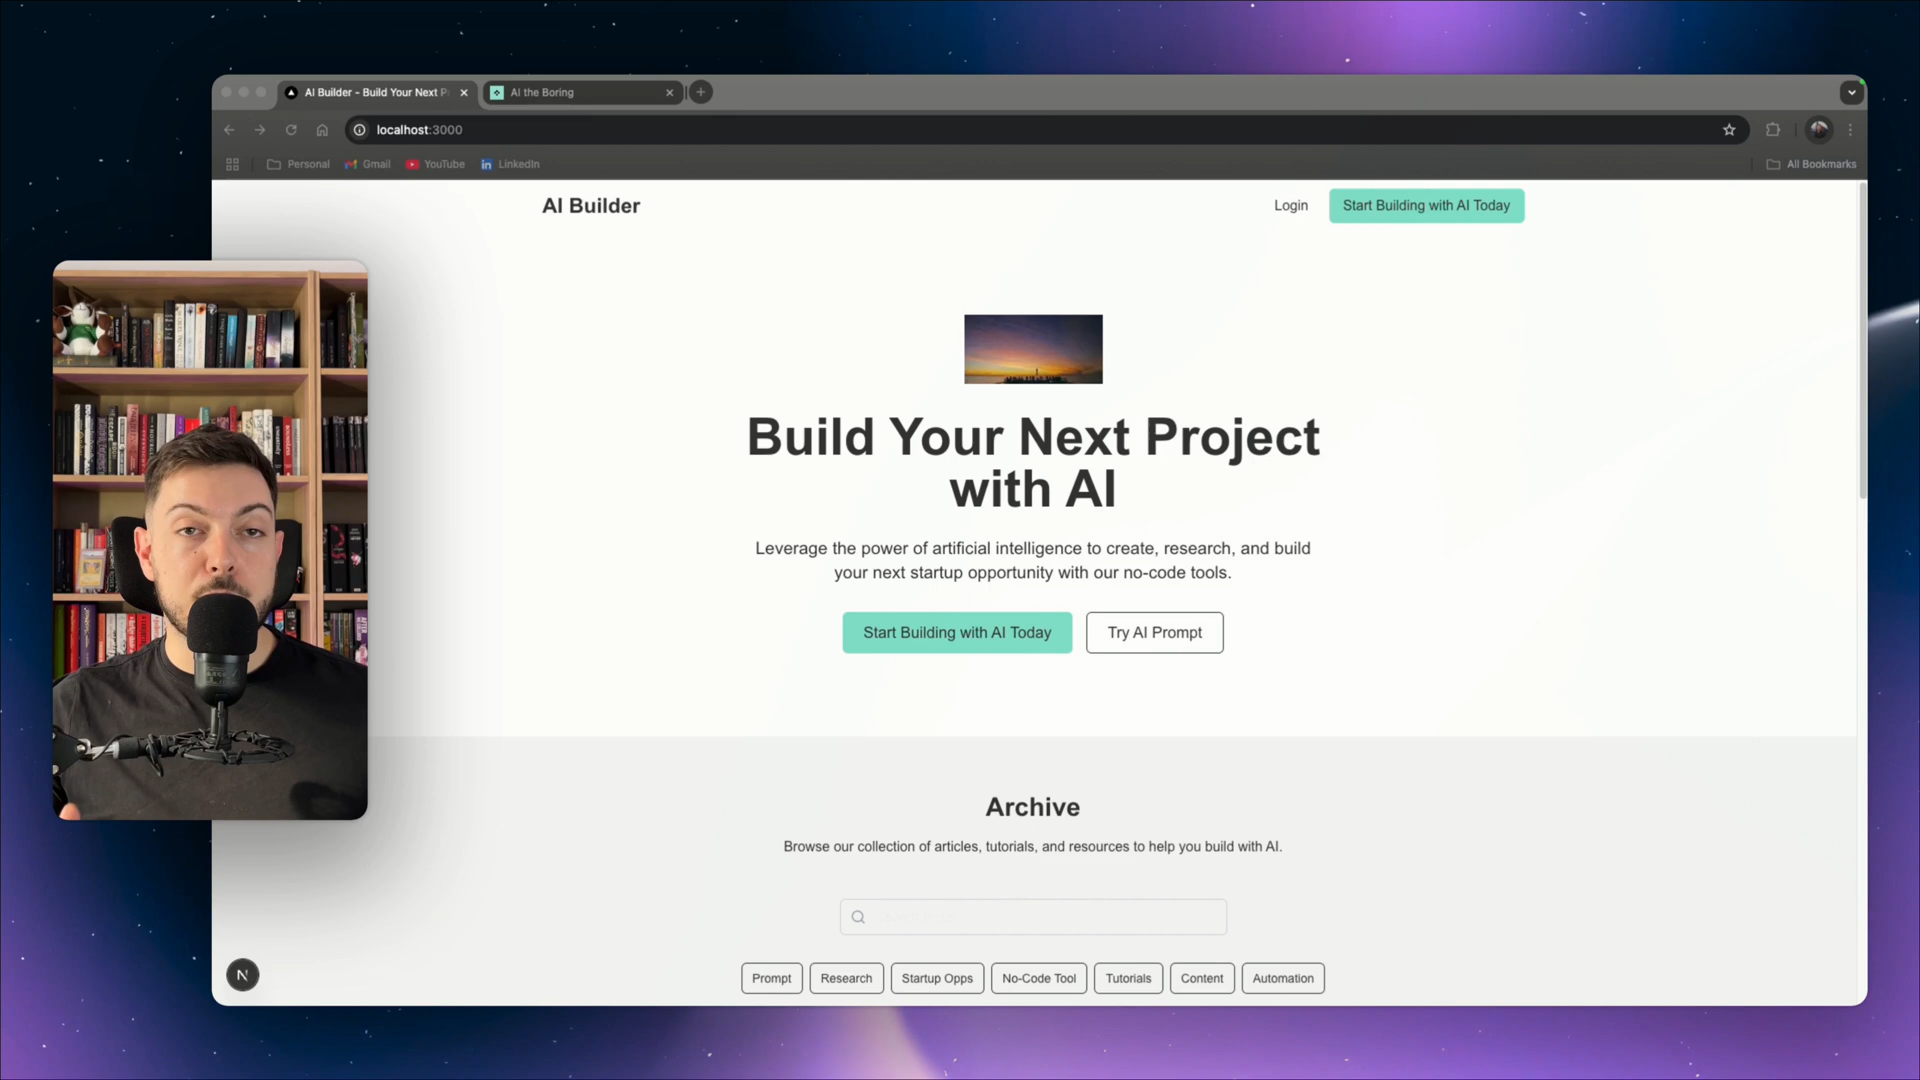 AI Builder - Build Your Next P
AI the Boring
localhost:3000
Personal
Gmail
YouTube
LinkedIn
All Bookmarks
AI Builder
Login
Start Building with AI Today
Build Your Next Project
with AI
Leverage the power of artificial intelligence to create, research, and build
your next startup opportunity with our no-code tools.
Start Building with AI Today
Try AI Prompt
Archive
Browse our collection of articles, tutorials, and resources to help you build with AI.
N
Prompt
Research
Startup Opps
No-Code Tool
Tutorials
Content
Automation